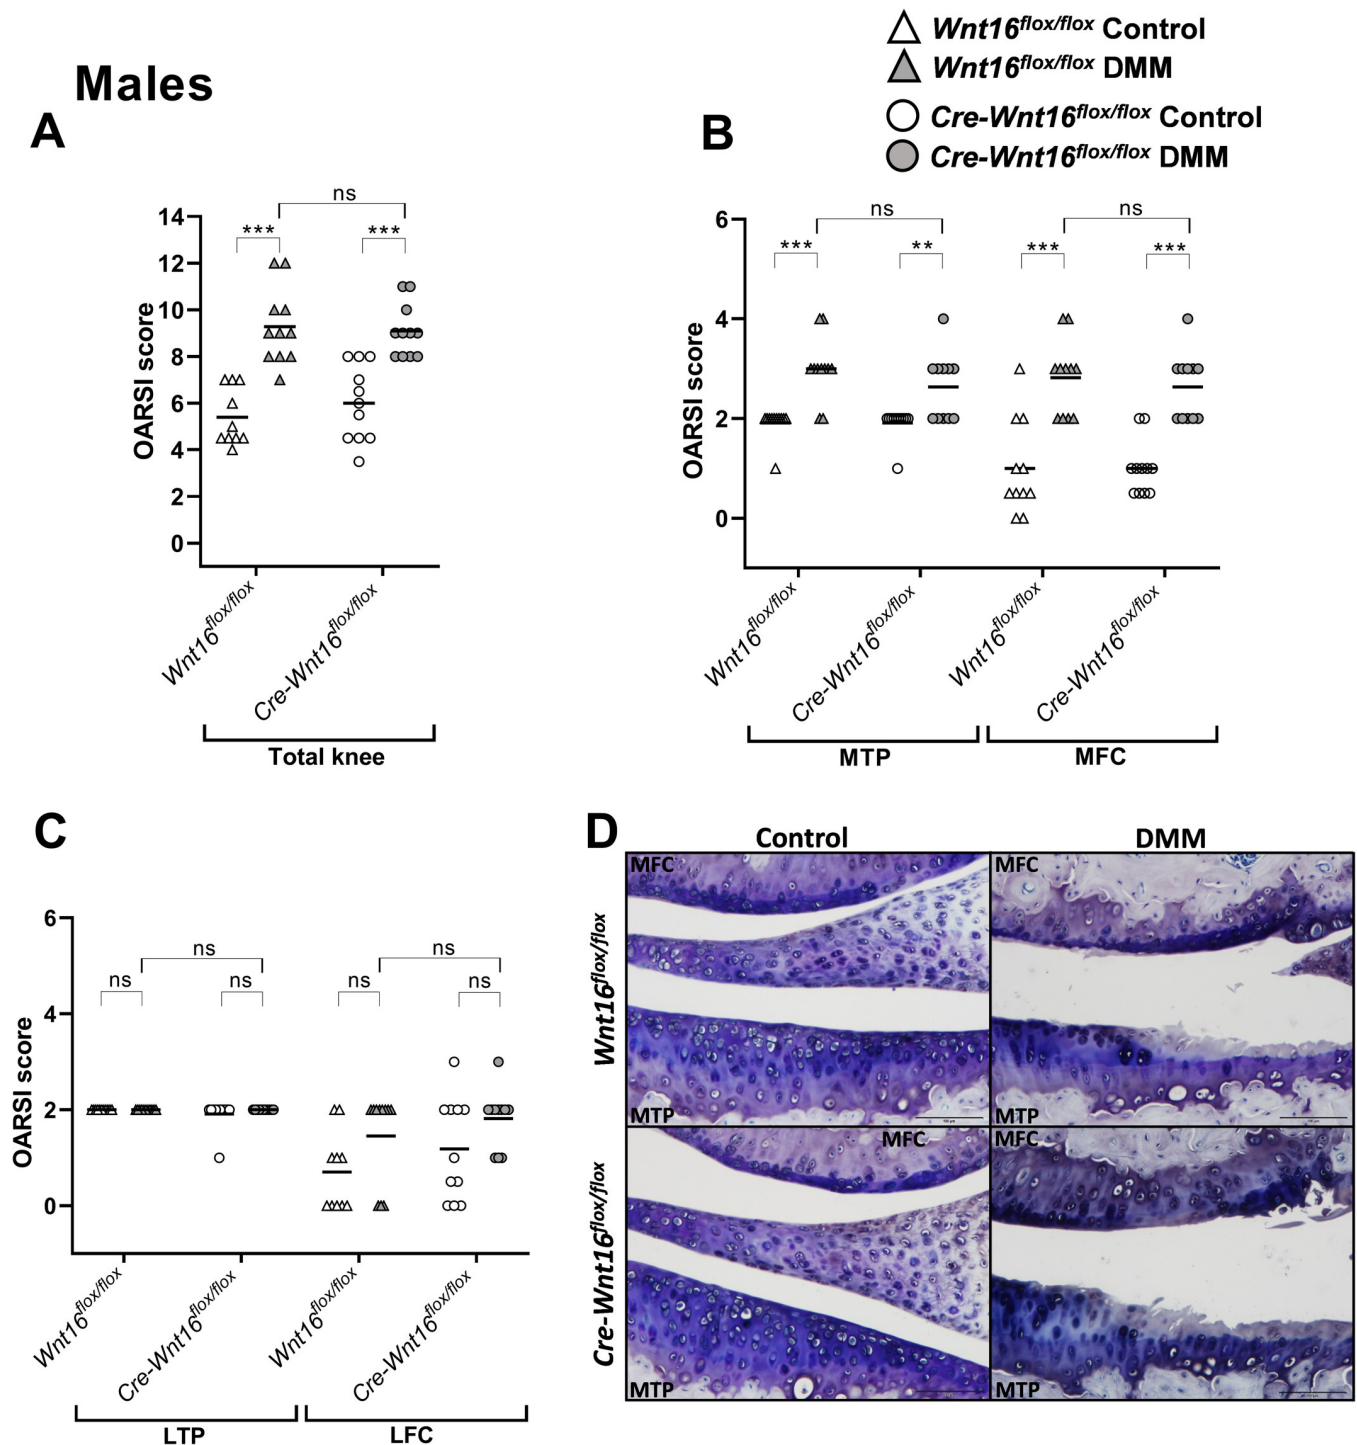 Wnt16flox/flox Control
Wnt16flox/flox DMM
Cre-Wnt16flox/flox Control
Cre-Wnt16flox/flox DMM
Males
A
ns
***
***
14
12
10
8
6
4
2
0
OARSI score
Wnt16flox/flox
Cre-Wnt16flox/flox
Total knee
B
ns
ns
***
**
***
***
6
4
2
0
OARSI score
Wnt16flox/flox
Cre-Wnt16flox/flox
Wnt16flox/flox
Cre-Wnt16flox/flox
MTP
MFC
C
ns
ns
ns
ns
ns
ns
6
4
2
0
OARSI score
Wnt16flox/flox
Cre-Wnt16flox/flox
Wnt16flox/flox
Cre-Wnt16flox/flox
LTP
LFC
D
Control
DMM
Wnt16flox/flox
MFC
MTP
MFC
MTP
Cre-Wnt16flox/flox
MFC
MTP
MFC
MTP